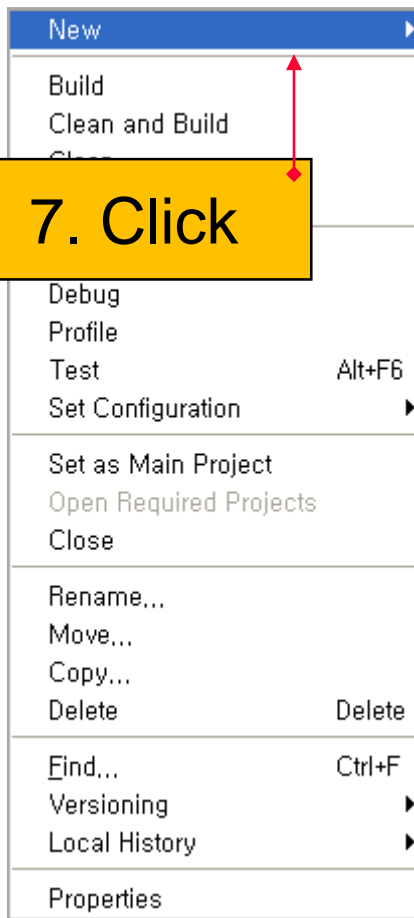 New
Build
Clean and Build
7. Click
Debug
Profile
Test Alt+F6
Set Configuration
Set as Main Project
Open Required Projects
Close
Rename...
Move...
Copy...
Delete Delete
Find... Ctrl+F
Versioning
Local History
Properties